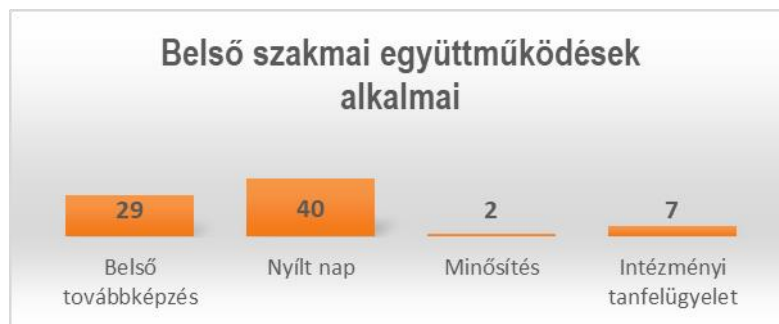 Belső szakmai együttműködések
alkalmai
29
40
2
7
Belső
továbbképzés
Nyílt nap
Minősítés
Intézményi
tanfelügyelet